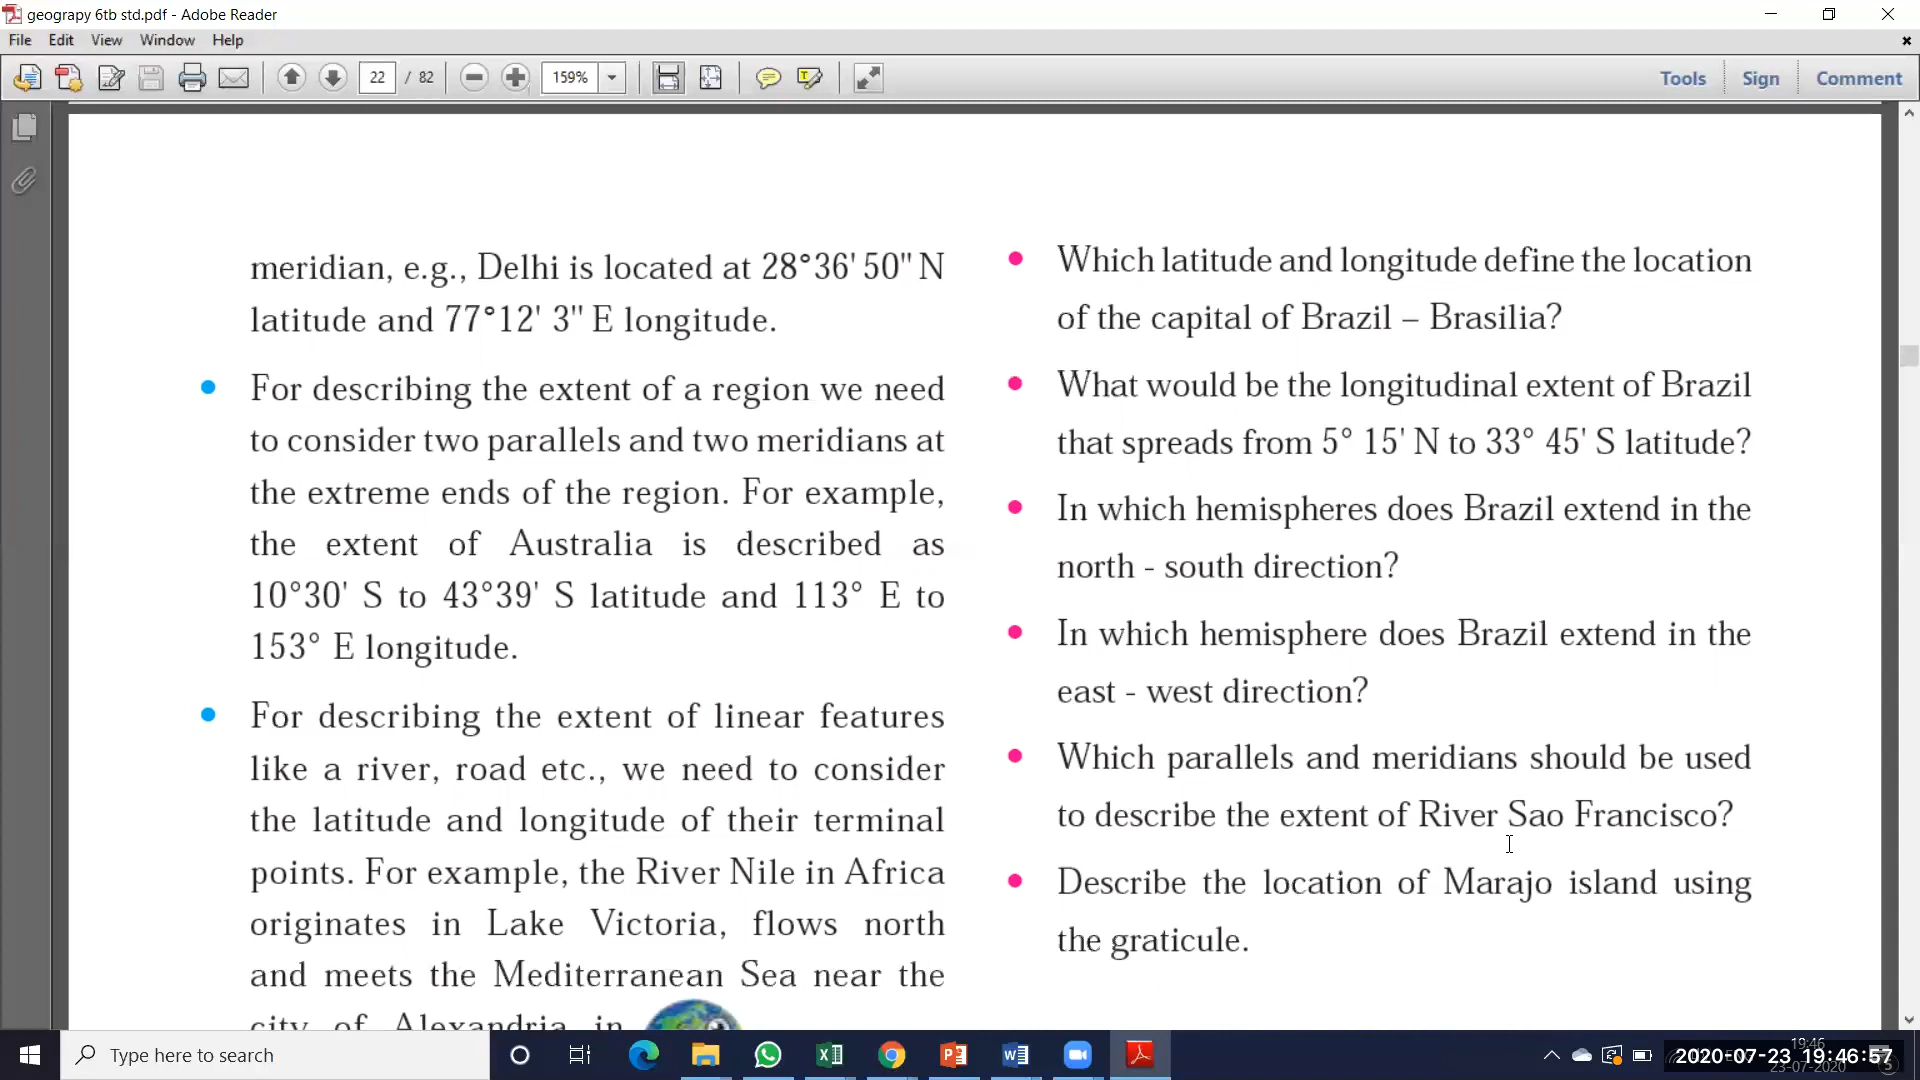 geograpy 6tb std.pdf - Adobe Reader
File Edit View Window Help
22 / 82
159%
Tools Sign Comment
meridian, e.g., Delhi is located at 28°36' 50" N
latitude and 77°12' 3" E longitude.
For describing the extent of a region we need
to consider two parallels and two meridians at
the extreme ends of the region. For example,
the extent of Australia is described as
10°30' S to 43°39' S latitude and 113° E to
153° E longitude.
For describing the extent of linear features
like a river, road etc., we need to consider
the latitude and longitude of their terminal
points. For example, the River Nile in Africa
originates in Lake Victoria, flows north
and meets the Mediterranean Sea near the
city of Alexandria in
Which latitude and longitude define the location
of the capital of Brazil – Brasilia?
What would be the longitudinal extent of Brazil
that spreads from 5° 15' N to 33° 45' S latitude?
In which hemispheres does Brazil extend in the
north - south direction?
In which hemisphere does Brazil extend in the
east - west direction?
Which parallels and meridians should be used
to describe the extent of River Sao Francisco?
Describe the location of Marajo island using
the graticule.
Type here to search
19:46
2020-07-23 19:46:57
23-07-2020